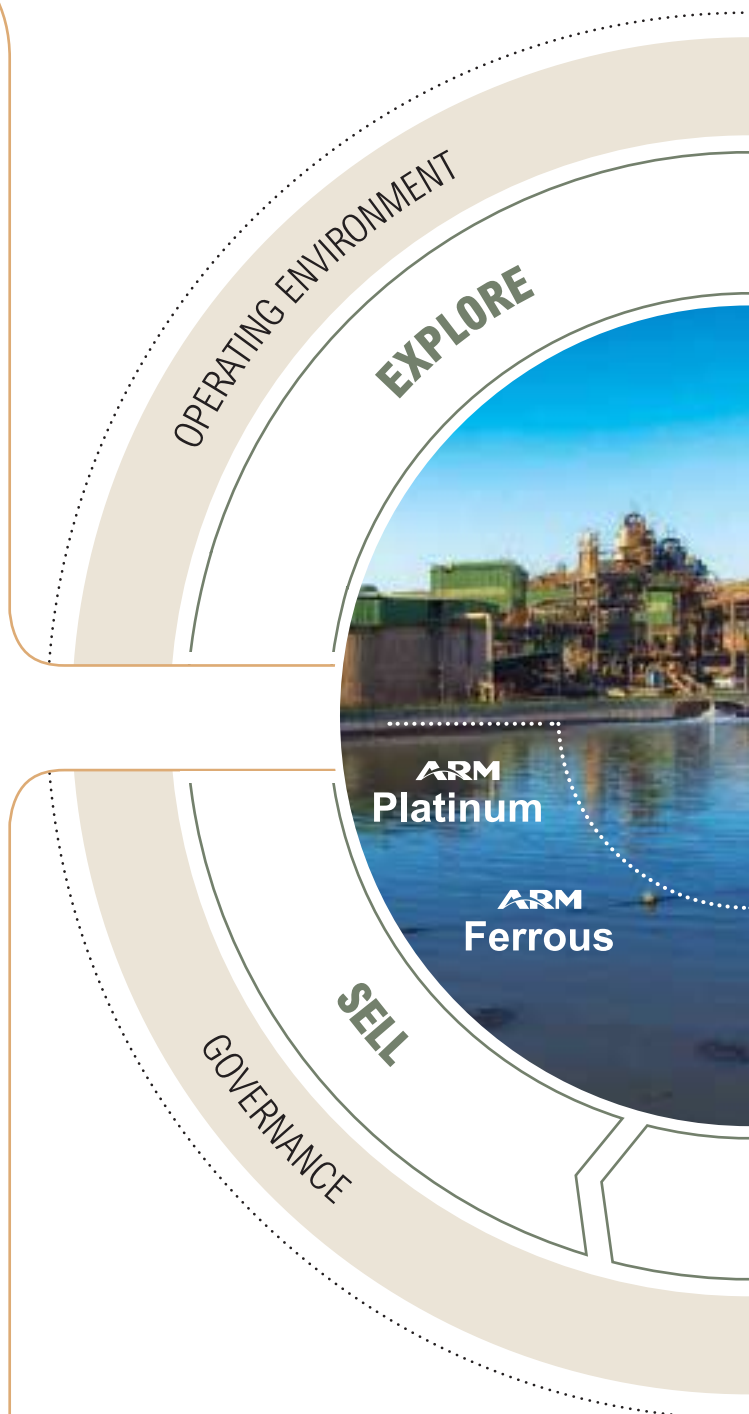 OPERATING ENVIRONMENT
EXPLORE
ARM
Platinum
ARM
Ferrous
SELL
GOVERNANCE